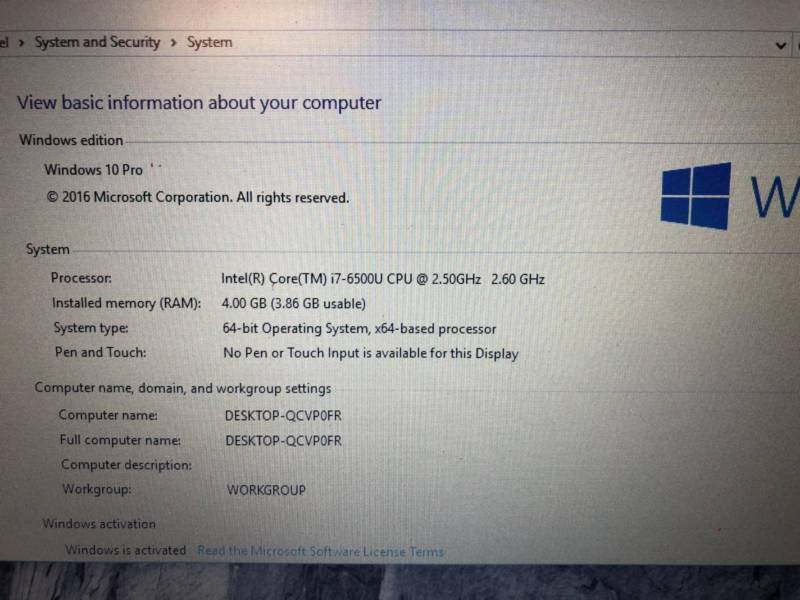 el > System and Security > System
View basic information about your computer
Windows edition
Windows 10 Pro
© 2016 Microsoft Corporation. All rights reserved.
W
System
Processor: Intel(R) Core(TM) i7-6500U CPU @ 2.50GHz 2.60 GHz
Installed memory (RAM): 4.00 GB (3.86 GB usable)
System type: 64-bit Operating System, x64-based processor
Pen and Touch: No Pen or Touch Input is available for this Display
Computer name, domain, and workgroup settings
Computer name: DESKTOP-QCVP0FR
Full computer name: DESKTOP-QCVP0FR
Computer description:
Workgroup: WORKGROUP
Windows activation
Windows is activated Read the Microsoft Software License Terms